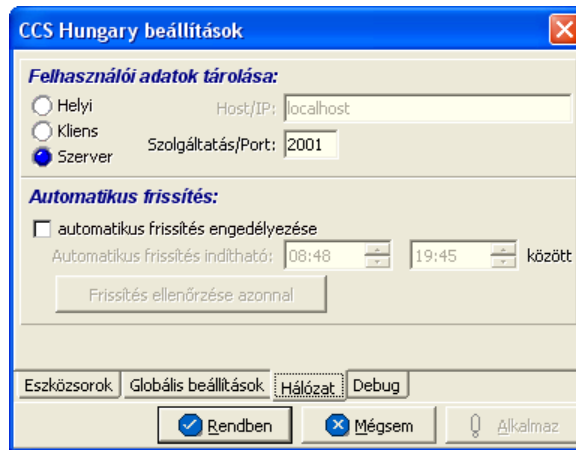 CCS Hungary beállítások
Felhasználói adatok tárolása:
Helyi
Host/IP: localhost
Kliens
Szolgáltatás/Port: 2001
Szerver
Automatikus frissítés:
automatikus frissítés engedélyezése
Automatikus frissítés indítható: 08:48 19:45 között
Frissítés ellenőrzése azonnal
Eszközsorok Globális beállítások Hálózat Debug
Rendben Mégsem Alkalmaz